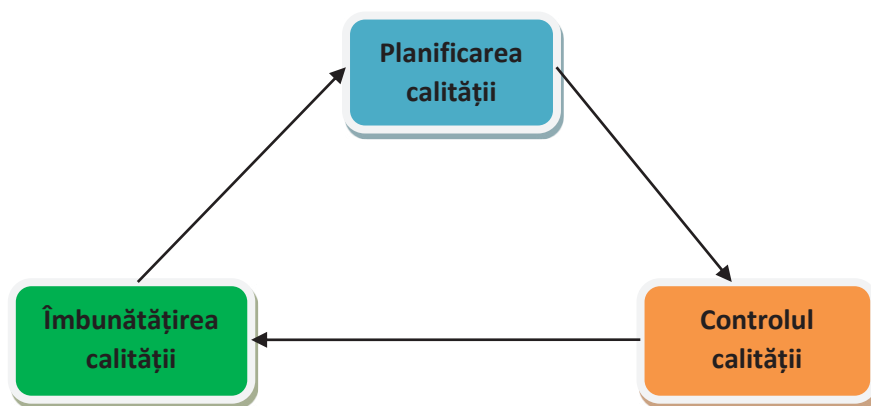 Planificarea
calității
Îmbunătățirea
calității
Controlul
calității